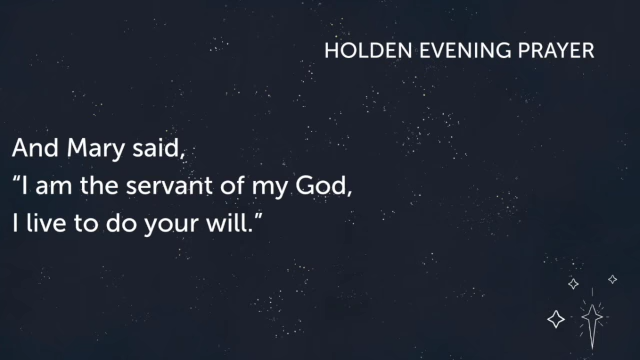 HOLDEN EVENING PRAYER
And Mary said,
“I am the servant of my God,
I live to do your will.”